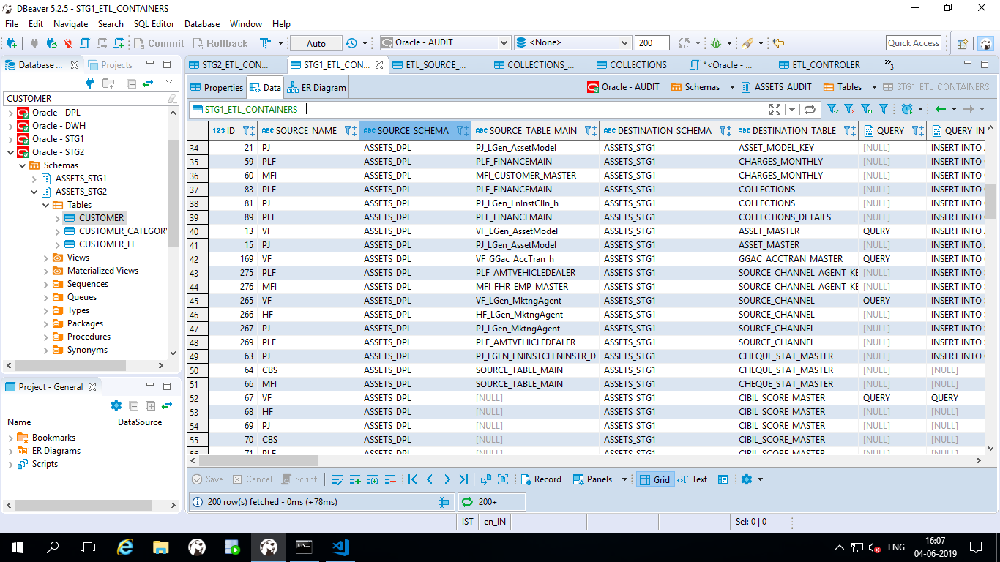 DBeaver 5.2.5 - STG1_ETL_CONTAINERS
File Edit Navigate Search SQL Editor Database Window Help
Commit Rollback Auto Oracle - AUDIT <None> 200 Quick Access
Database ... Projects
STG2_ETL_CON... STG1_ETL_CON... ETL_SOURCE_... COLLECTIONS_... COLLECTIONS *<Oracle - ... ETL_CONTROLER »3
Properties Data ER Diagram Oracle - AUDIT Schemas ASSETS_AUDIT Tables STG1_ETL_CONTAINERS
CUSTOMER
Oracle - DPL
Oracle - DWH
Oracle - STG1
Oracle - STG2
Schemas
ASSETS_STG1
ASSETS_STG2
Tables
CUSTOMER
CUSTOMER_CATEGORY
CUSTOMER_H
Views
Materialized Views
Sequences
Queues
Types
Packages
Procedures
Synonyms
Project - General
Name DataSource
Bookmarks
ER Diagrams
Scripts
STG1_ETL_CONTAINERS
123 ID ABC SOURCE_NAME ABC SOURCE_SCHEMA ABC SOURCE_TABLE_MAIN ABC DESTINATION_SCHEMA ABC DESTINATION_TABLE QUERY QUERY_IN
34 21 PJ ASSETS_DPL PJ_LGen_AssetModel ASSETS_STG1 ASSET_MODEL_KEY [NULL] INSERT INTO
35 59 PLF ASSETS_DPL PLF_FINANCEMAIN ASSETS_STG1 CHARGES_MONTHLY [NULL] INSERT INTO
36 60 MFI ASSETS_DPL MFI_CUSTOMER_MASTER ASSETS_STG1 CHARGES_MONTHLY [NULL] INSERT INTO
37 83 PLF ASSETS_DPL PLF_FINANCEMAIN ASSETS_STG1 COLLECTIONS [NULL] INSERT INTO
38 81 PJ ASSETS_DPL PJ_LGen_LnInstClln_h ASSETS_STG1 COLLECTIONS [NULL] INSERT INTO
39 89 PLF ASSETS_DPL PLF_FINANCEMAIN ASSETS_STG1 COLLECTIONS_DETAILS [NULL] INSERT INTO
40 13 VF ASSETS_DPL VF_LGen_AssetModel ASSETS_STG1 ASSET_MASTER QUERY INSERT INTO
41 15 PJ ASSETS_DPL PJ_LGen_AssetModel ASSETS_STG1 ASSET_MASTER [NULL] INSERT INTO
42 169 VF ASSETS_DPL VF_GGac_AccTran_h ASSETS_STG1 GGAC_ACCTRAN_MASTER QUERY INSERT INTO
43 275 PLF ASSETS_DPL PLF_AMTVEHICLEDEALER ASSETS_STG1 SOURCE_CHANNEL_AGENT_KE [NULL] INSERT INTO
44 276 MFI ASSETS_DPL MFI_FHR_EMP_MASTER ASSETS_STG1 SOURCE_CHANNEL_AGENT_KE [NULL] INSERT INTO
45 265 VF ASSETS_DPL VF_LGen_MktngAgent ASSETS_STG1 SOURCE_CHANNEL QUERY INSERT INTO
46 266 HF ASSETS_DPL HF_LGen_MktngAgent ASSETS_STG1 SOURCE_CHANNEL [NULL] INSERT INTO
47 267 PJ ASSETS_DPL PJ_LGen_MktngAgent ASSETS_STG1 SOURCE_CHANNEL [NULL] INSERT INTO
48 269 PLF ASSETS_DPL PLF_AMTVEHICLEDEALER ASSETS_STG1 SOURCE_CHANNEL [NULL] INSERT INTO
49 63 PJ ASSETS_DPL PJ_LGEN_LNINSTCLLNINSTR_D ASSETS_STG1 CHEQUE_STAT_MASTER [NULL] INSERT INTO
50 64 CBS ASSETS_DPL SOURCE_TABLE_MAIN ASSETS_STG1 CHEQUE_STAT_MASTER [NULL] [NULL]
51 66 MFI ASSETS_DPL SOURCE_TABLE_MAIN ASSETS_STG1 CHEQUE_STAT_MASTER [NULL] [NULL]
52 67 VF ASSETS_DPL [NULL] ASSETS_STG1 CIBIL_SCORE_MASTER QUERY QUERY
53 68 HF ASSETS_DPL [NULL] ASSETS_STG1 CIBIL_SCORE_MASTER [NULL] [NULL]
54 69 PJ ASSETS_DPL [NULL] ASSETS_STG1 CIBIL_SCORE_MASTER [NULL] [NULL]
55 70 CBS ASSETS_DPL [NULL] ASSETS_STG1 CIBIL_SCORE_MASTER [NULL] [NULL]
56 71 PLF ASSETS_DPL [NULL] ASSETS_STG1 CIBIL_SCORE_MASTER [NULL] [NULL]
Save Cancel Script Record Panels Grid Text
200 row(s) fetched - 0ms (+78ms) 200+
IST en_IN Sel: 0 | 0
ENG 16:07
04-06-2019